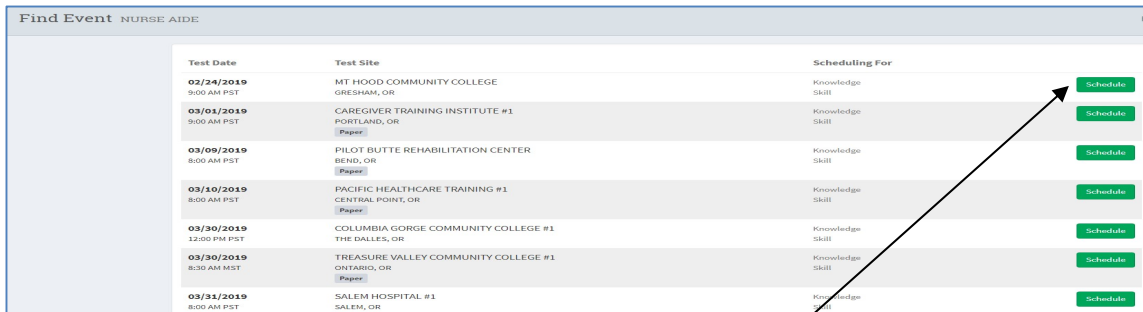 Find Event NURSE AIDE
Test Date Test Site Scheduling For
02/24/2019 MT HOOD COMMUNITY COLLEGE Knowledge Schedule
9:00 AM PST GRESHAM, OR Skill
03/01/2019 CAREGIVER TRAINING INSTITUTE #1 Knowledge Schedule
9:00 AM PST PORTLAND, OR Skill
Paper
03/09/2019 PILOT BUTTE REHABILITATION CENTER Knowledge Schedule
8:00 AM PST BEND, OR Skill
Paper
03/10/2019 PACIFIC HEALTHCARE TRAINING #1 Knowledge Schedule
8:00 AM PST CENTRAL POINT, OR Skill
Paper
03/30/2019 COLUMBIA GORGE COMMUNITY COLLEGE #1 Knowledge Schedule
12:00 PM PST THE DALLES, OR Skill
03/30/2019 TREASURE VALLEY COMMUNITY COLLEGE #1 Knowledge Schedule
8:30 AM MST ONTARIO, OR Skill
Paper
03/31/2019 SALEM HOSPITAL #1 Knowledge Schedule
8:00 AM PST SALEM, OR Skill